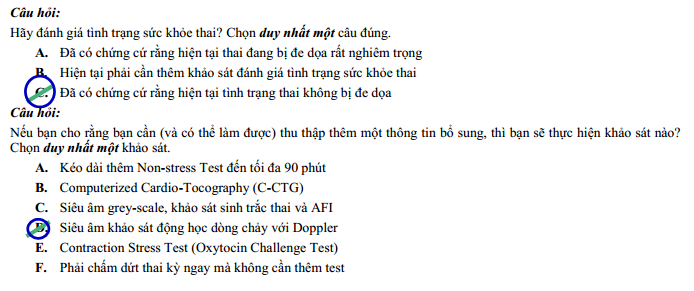 Câu hỏi:
Hãy đánh giá tình trạng sức khỏe thai? Chọn duy nhất một câu đúng.
A. Đã có chứng cứ rằng hiện tại thai đang bị đe dọa rất nghiêm trọng
B. Hiện tại phải cần thêm khảo sát đánh giá tình trạng sức khỏe thai
C. Đã có chứng cứ rằng hiện tại tình trạng thai không bị đe dọa
Câu hỏi:
Nếu bạn cho rằng bạn cần (và có thể làm được) thu thập thêm một thông tin bổ sung, thì bạn sẽ thực hiện khảo sát nào?
Chọn duy nhất một khảo sát.
A. Kéo dài thêm Non-stress Test đến tối đa 90 phút
B. Computerized Cardio-Tocography (C-CTG)
C. Siêu âm grey-scale, khảo sát sinh trắc thai và AFI
D. Siêu âm khảo sát động học dòng chảy với Doppler
E. Contraction Stress Test (Oxytocin Challenge Test)
F. Phải chấm dứt thai kỳ ngay mà không cần thêm test